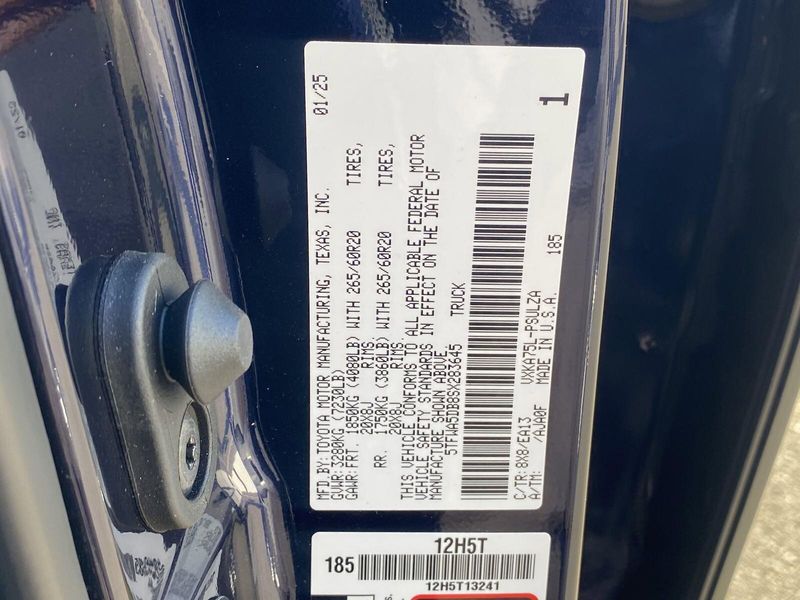 MFD.BY:TOYOTA MOTOR MANUFACTURING, TEXAS, INC. 01/25
GVWR:3280KG (7230LB)
GAWR:FRT. 1850KG (4080LB) WITH 265/60R20 TIRES,
20X8J RIMS.
RR. 1750KG (3860LB) WITH 265/60R20 TIRES,
20X8J RIMS.
THIS VEHICLE CONFORMS TO ALL APPLICABLE FEDERAL MOTOR
VEHICLE SAFETY STANDARDS IN EFFECT ON THE DATE OF
MANUFACTURE SHOWN ABOVE
5TFWA5DB8SX283645 TRUCK
C/TR:8X8/EA13 VXKA75L-PSULZA 185
A/TM: /AJA0F MADE IN U.S.A. 1
12H5T
185
12H5T13241